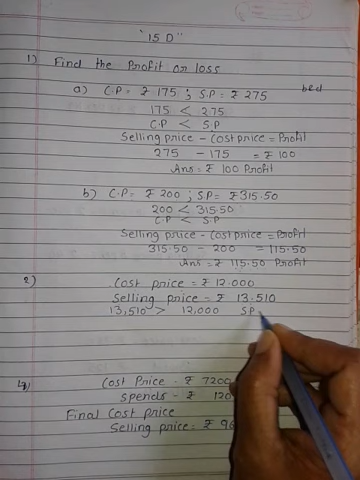 "15 D"
1) Find the Profit or loss
a) C.P = ₹ 175 ; S.P = ₹ 275
175 < 275
C.P < S.P
Selling price - Cost price = Profit
275 - 175 = ₹ 100
Ans = ₹ 100 Profit
b) C.P = ₹ 200 ; S.P = ₹ 315.50
200 < 315.50
C.P < S.P
Selling price - Cost price = Profit
315.50 - 200 = 115.50
Ans = ₹ 115.50 Profit
2) Cost price = ₹ 12.000
Selling price = ₹ 13.510
13,510 > 12,000 SP
4) Cost Price = ₹ 7200
Spends = ₹ 120
Final Cost price
Selling price = ₹ 96